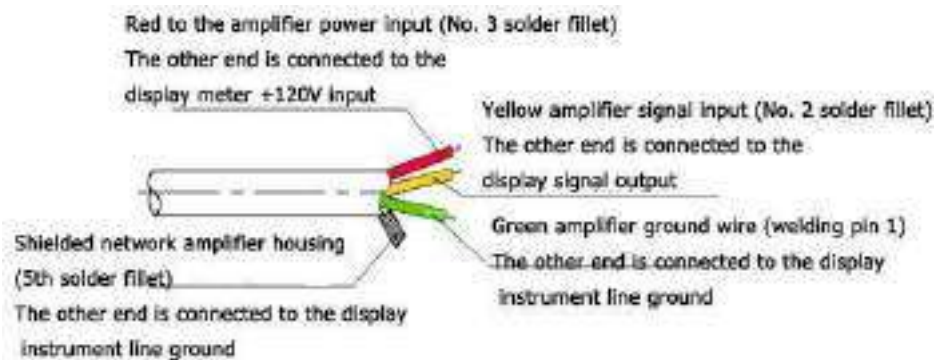 Red to the amplifier power input (No. 3 solder fillet)
The other end is connected to the
display meter +120V input
Yellow amplifier signal input (No. 2 solder fillet)
The other end is connected to the
display signal output
Green amplifier ground wire (welding pin 1)
The other end is connected to the display
instrument line ground
Shielded network amplifier housing
(5th solder fillet)
The other end is connected to the display
instrument line ground